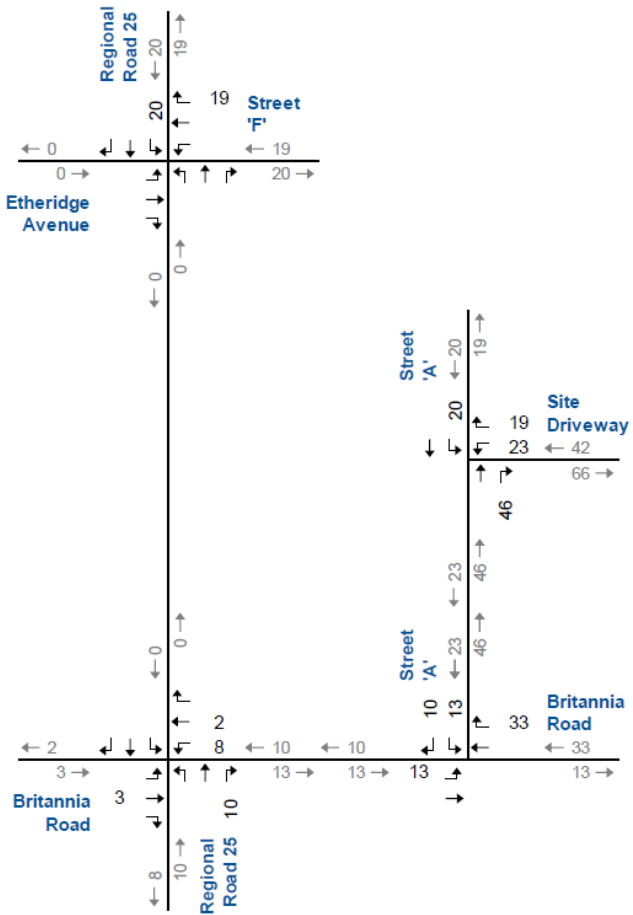 Regional
Road 25
20
19
20
19
Street
'F'
0
19
0
20
Etheridge
Avenue
0
0
Street
'A'
20
19
20
19
Site
Driveway
23
42
66
46
23
46
0
0
Street
'A'
23
46
10
13
33
Britannia
Road
2
2
8
10
10
33
3
13
13
13
13
Britannia
Road
3
10
8
10
Regional
Road 25